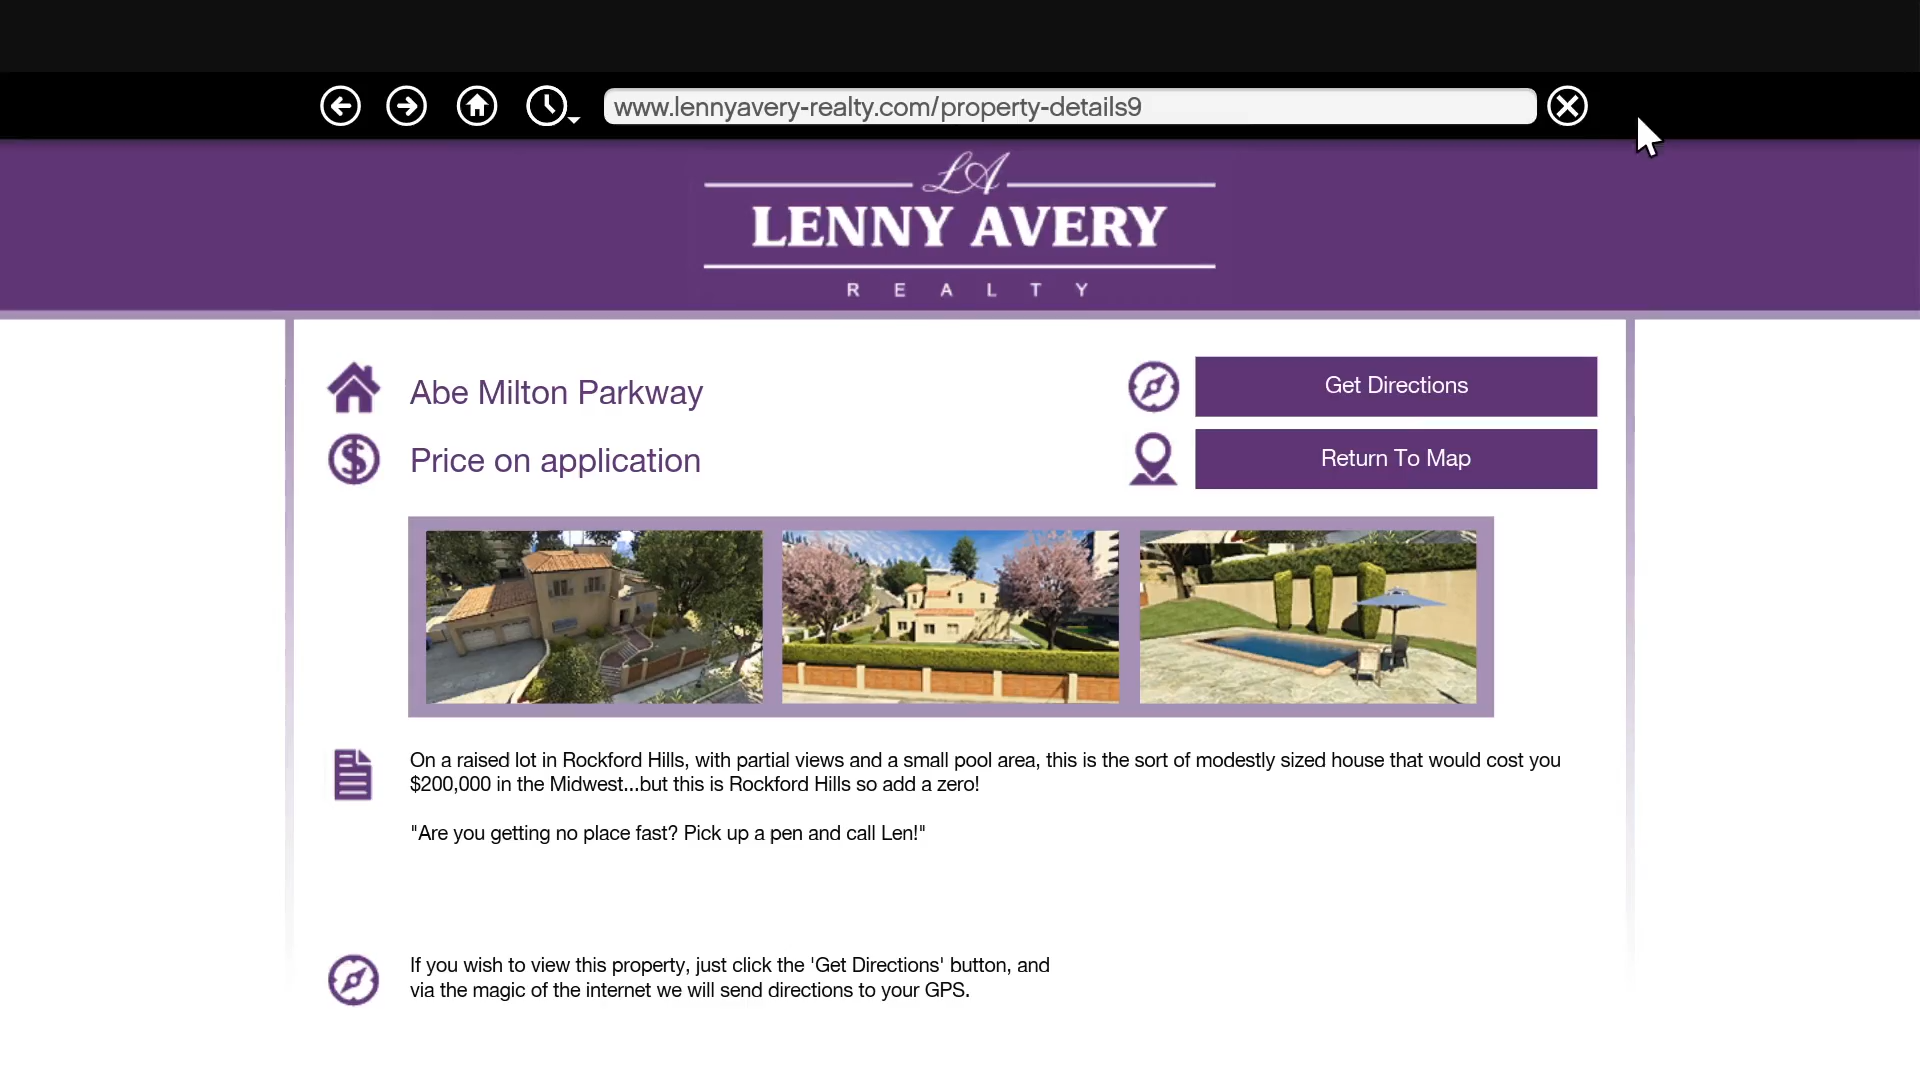 www.lennyavery-realty.com/property-details9
LA
LENNY AVERY
REALTY
Abe Milton Parkway
Get Directions
Price on application
Return To Map
On a raised lot in Rockford Hills, with partial views and a small pool area, this is the sort of modestly sized house that would cost you
$200,000 in the Midwest...but this is Rockford Hills so add a zero!
"Are you getting no place fast? Pick up a pen and call Len!"
If you wish to view this property, just click the 'Get Directions' button, and
via the magic of the internet we will send directions to your GPS.